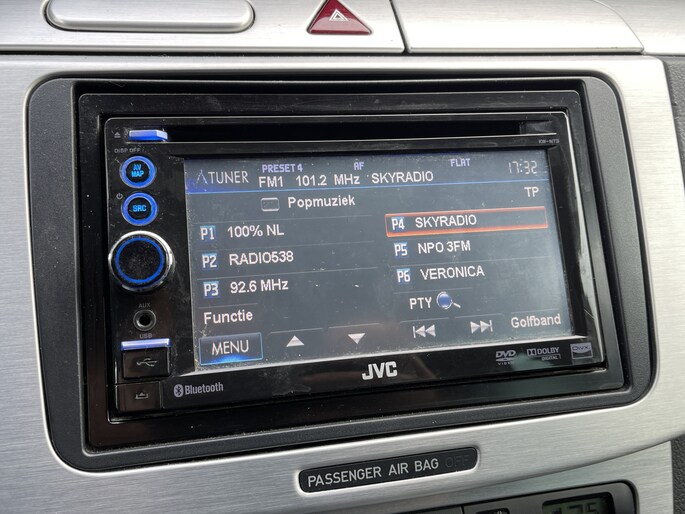 DISP OFF
AV
MAP
SRC
AUX
USB
TUNER
PRESET 4 AF FLAT
FM1 101.2 MHz SKYRADIO
17:32
TP
Popmuziek
P1 100% NL
P2 RADIO538
P3 92.6 MHz
P4 SKYRADIO
P5 NPO 3FM
P6 VERONICA
PTY
Functie
MENU
Golfband
JVC
Bluetooth
DVD
VIDEO
DOLBY
DIGITAL
PASSENGER AIR BAG OFF